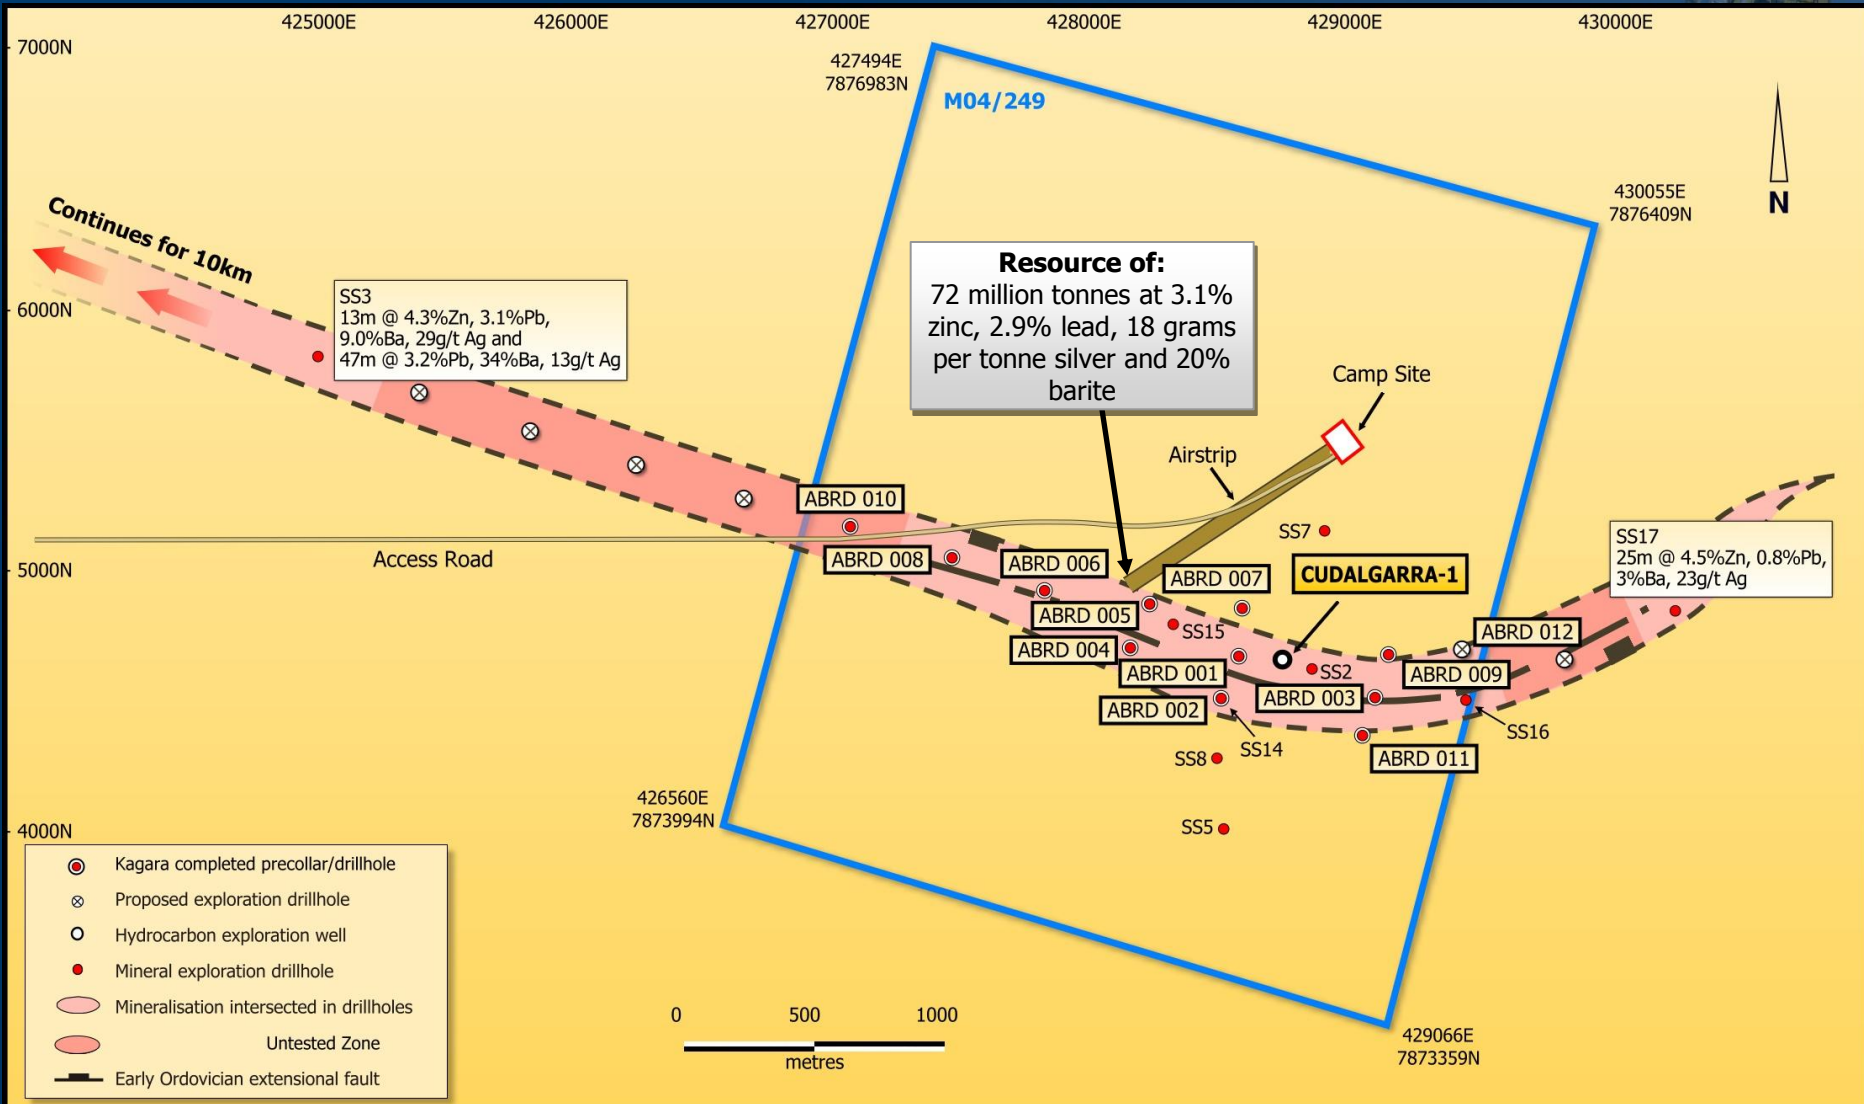 425000E
426000E
427000E
428000E
429000E
430000E
7000N
6000N
5000N
4000N
427494E
7876983N
M04/249
430055E
7876409N
N
Continues for 10km
SS3
13m @ 4.3%Zn, 3.1%Pb,
9.0%Ba, 29g/t Ag and
47m @ 3.2%Pb, 34%Ba, 13g/t Ag
Resource of:
72 million tonnes at 3.1%
zinc, 2.9% lead, 18 grams
per tonne silver and 20%
barite
Camp Site
Airstrip
SS7
ABRD 010
Access Road
ABRD 008
ABRD 006
ABRD 007
CUDALGARRA-1
SS17
25m @ 4.5%Zn, 0.8%Pb,
3%Ba, 23g/t Ag
ABRD 005
SS15
ABRD 012
ABRD 004
ABRD 001
SS2
ABRD 009
ABRD 002
ABRD 003
SS14
SS16
SS8
ABRD 011
426560E
7873994N
SS5
Kagara completed precollar/drillhole
Proposed exploration drillhole
Hydrocarbon exploration well
Mineral exploration drillhole
Mineralisation intersected in drillholes
Untested Zone
Early Ordovician extensional fault
0
500
1000
metres
429066E
7873359N